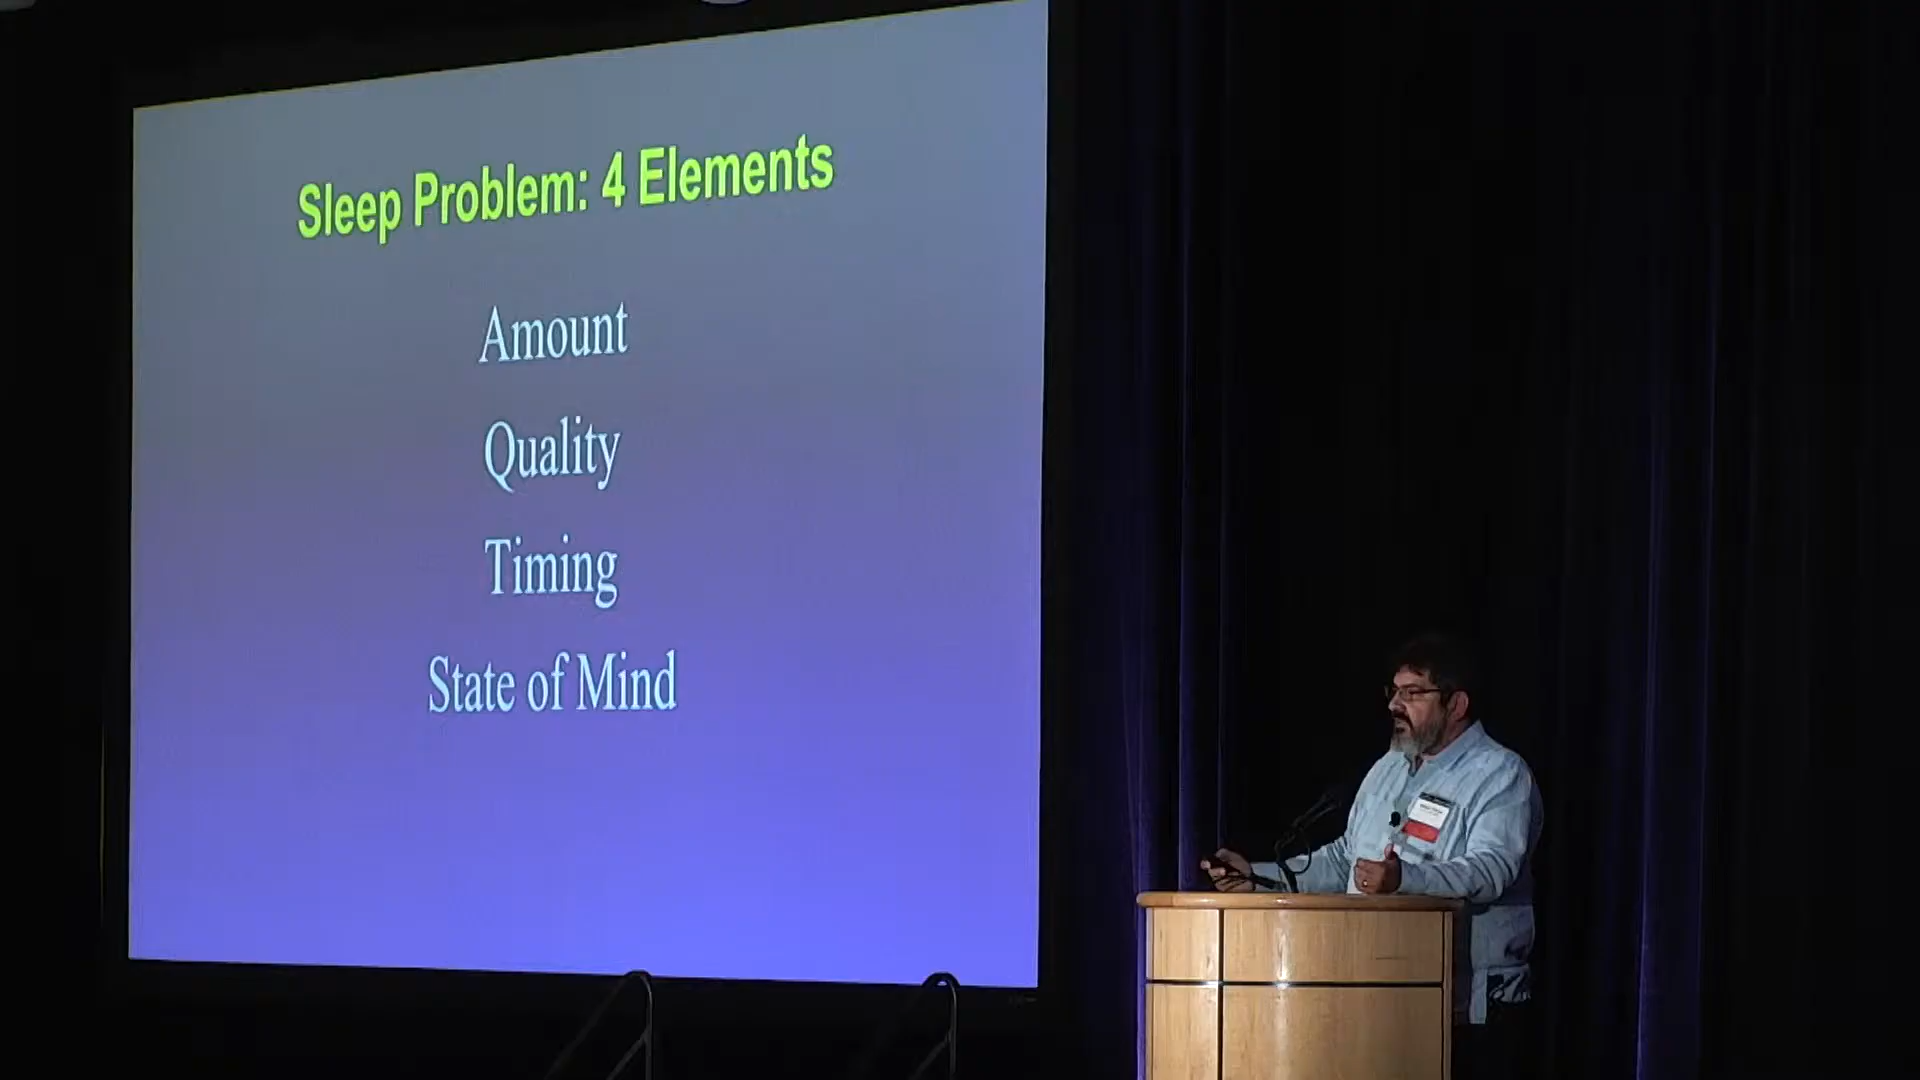 Sleep Problem: 4 Elements
Amount
Quality
Timing
State of Mind